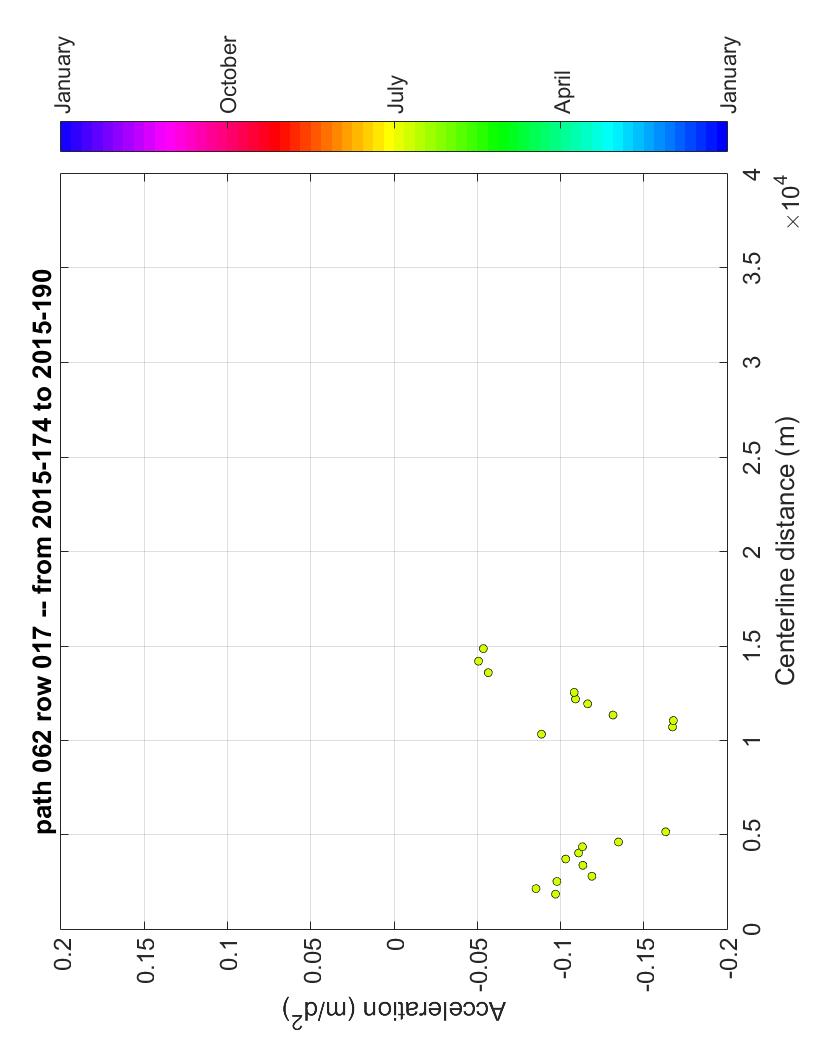 path 062 row 017 -- from 2015-174 to 2015-190
0.2
0.15
0.1
0.05
0
-0.05
-0.1
-0.15
-0.2
Acceleration (m/d²)
0
0.5
1
1.5
2
2.5
3
3.5
4
×10⁴
Centerline distance (m)
January
October
July
April
January